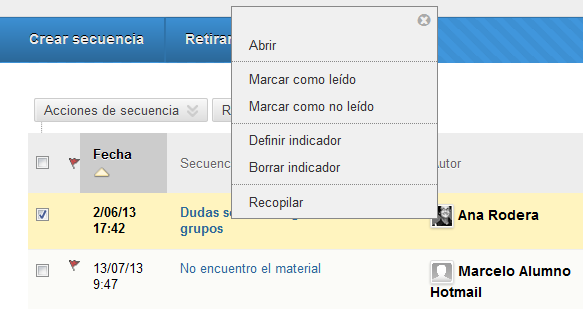 Crear secuencia
Retirar
Abrir
Marcar como leído
Marcar como no leído
Definir indicador
Borrar indicador
Recopilar
Acciones de secuencia
Fecha
2/06/13
17:42
Dudas
grupos
Ana Rodera
13/07/13
9:47
No encuentro el material
Marcelo Alumno
Hotmail